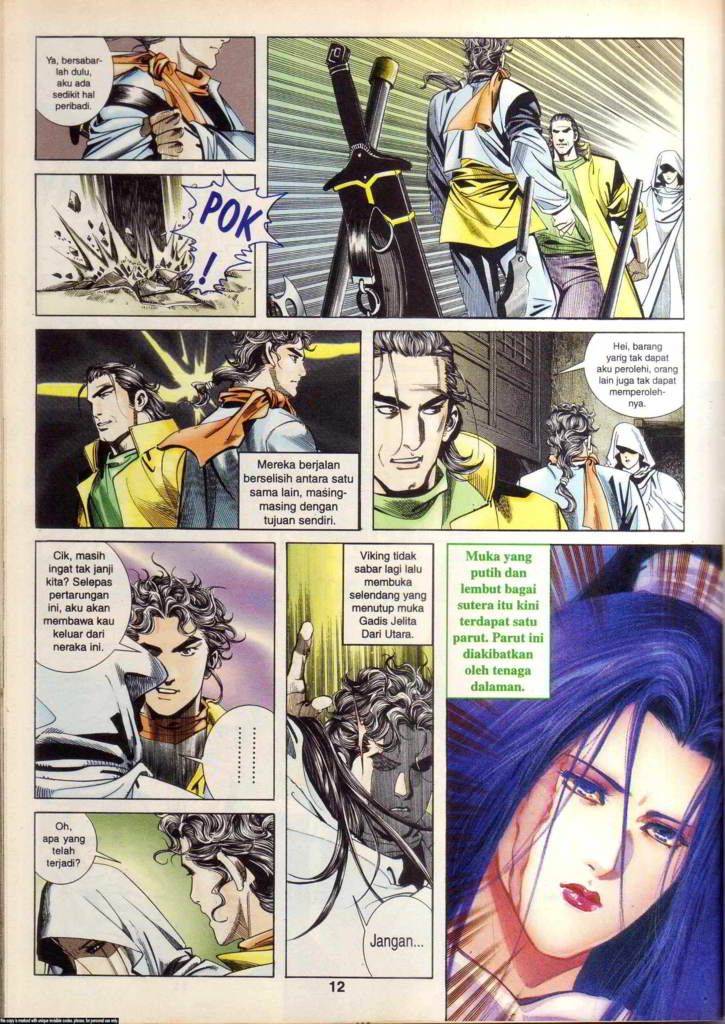 Ya, bersabar-
lah dulu,
aku ada
sedikit hal
peribadi.
POK
!
Mereka berjalan
berselisih antara satu
sama lain, masing-
masing dengan
tujuan sendiri.
Hei, barang
yarig tak dapat
aku perolehi, orang
lain juga tak dapat
memperoleh-
nya.
Cik, masih
ingat tak janji
kita? Selepas
pertarungan
ini, aku akan
membawa kau
keluar dari
neraka ini.
Oh,
apa yang
telah
terjadi?
Viking tidak
sabar lagi lalu
membuka
selendang yang
menutup muka
Gadis Jelita
Dari Utara.
Jangan...
Muka yang
putih dan
lembut bagai
sutera itu kini
terdapat satu
parut. Parut ini
diakibatkan
oleh tenaga
dalaman.
12